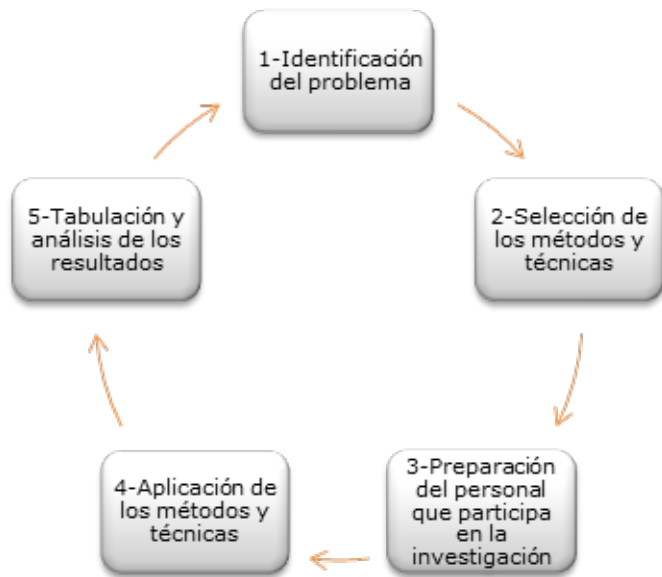 1-Identificación
del problema
2-Selección de
los métodos y
técnicas
3-Preparación
del personal
que participa
en la
investigación
4-Aplicación de
los métodos y
técnicas
5-Tabulación y
análisis de los
resultados